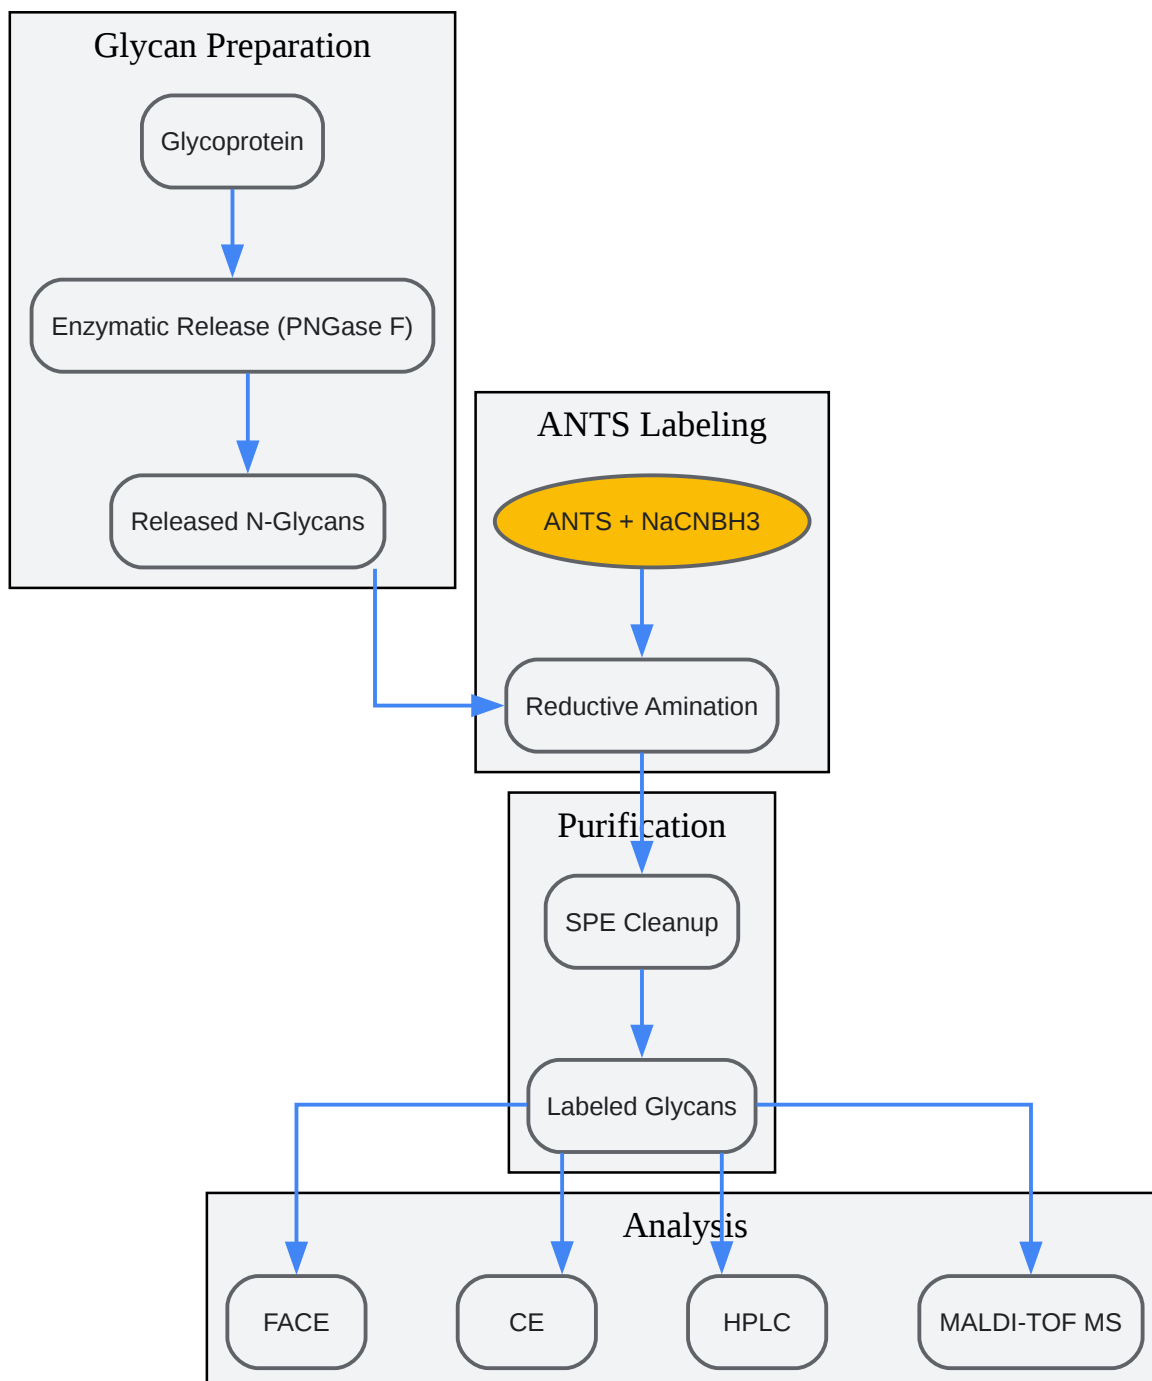 Glycan Preparation
Glycoprotein
Enzymatic Release (PNGase F)
Released N-Glycans
ANTS Labeling
ANTS + NaCNBH3
Reductive Amination
Purification
SPE Cleanup
Labeled Glycans
Analysis
FACE
CE
HPLC
MALDI-TOF MS